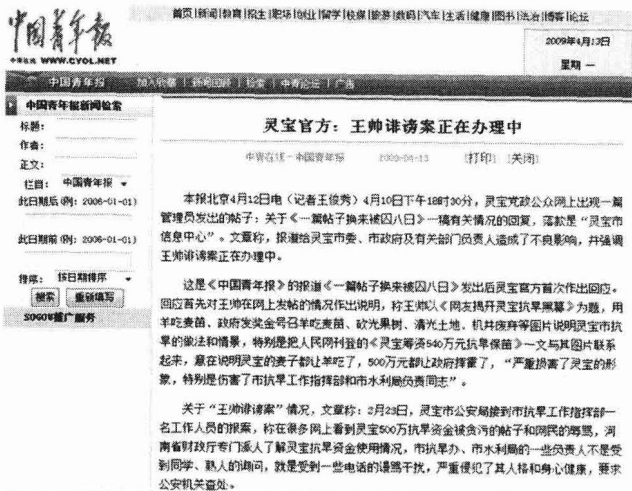 首页|新闻|教育|招生|职场|创业|留学|校媒|旅游|数码|汽车|生活|健康|图书|法治|博客|论坛
中国青年报
中青在线 WWW.CYOL.NET
2009年4月13日
星期 一
中国青年报 加入收藏 | 新闻回顾 | 检索 | 中青论坛 | 广告
中国青年报新闻检索
标题:
作者:
正文:
栏目: 中国青年报
此日期后(例: 2006-01-01)
此日期前(例: 2006-01-01)
排序: 按日期排序
搜索 重新填写
SOGOU推广服务
灵宝官方：王帅诽谤案正在办理中
中青在线-中国青年报 2009-04-13 [打印] [关闭]
本报北京4月12日电（记者王俊秀）4月10日下午18时30分，灵宝党政公众网上出现一篇
管理员发出的帖子：关于《一篇帖子换来被囚八日》一稿有关情况的回复，落款是“灵宝市
信息中心”。文章称，报道给灵宝市委、市政府及有关部门负责人造成了不良影响，并强调
王帅诽谤案正在办理中。
这是《中国青年报》的报道《一篇帖子换来被囚八日》发出后灵宝官方首次作出回应。
回应首先对王帅在网上发帖的情况作出说明，称王帅以《网友揭开灵宝抗旱黑幕》为题，用
羊吃麦苗、政府发奖金号召羊吃麦苗、砍光果树、清光土地、机井废弃等图片说明灵宝市抗
旱的做法和情景，特别是把人民网刊登的《灵宝筹资540万元抗旱保苗》一文与其图片联系
起来，意在说明灵宝的麦子都让羊吃了，500万元都让政府挥霍了，“严重损害了灵宝的形
象，特别是伤害了市抗旱工作指挥部和市水利局负责同志”。
关于“王帅诽谤案”情况，文章称：2月23日，灵宝市公安局接到市抗旱工作指挥部一
名工作人员的报案，称在很多网上看到灵宝500万抗旱资金被贪污的帖子和网民的辱骂，河
南省财政厅专门派人了解灵宝抗旱资金使用情况，市抗旱办、市水利局的一些负责人不是受
到同学、熟人的询问，就是受到一些电话的谩骂干扰，严重侵犯了其人格和身心健康，要求
公安机关查处。